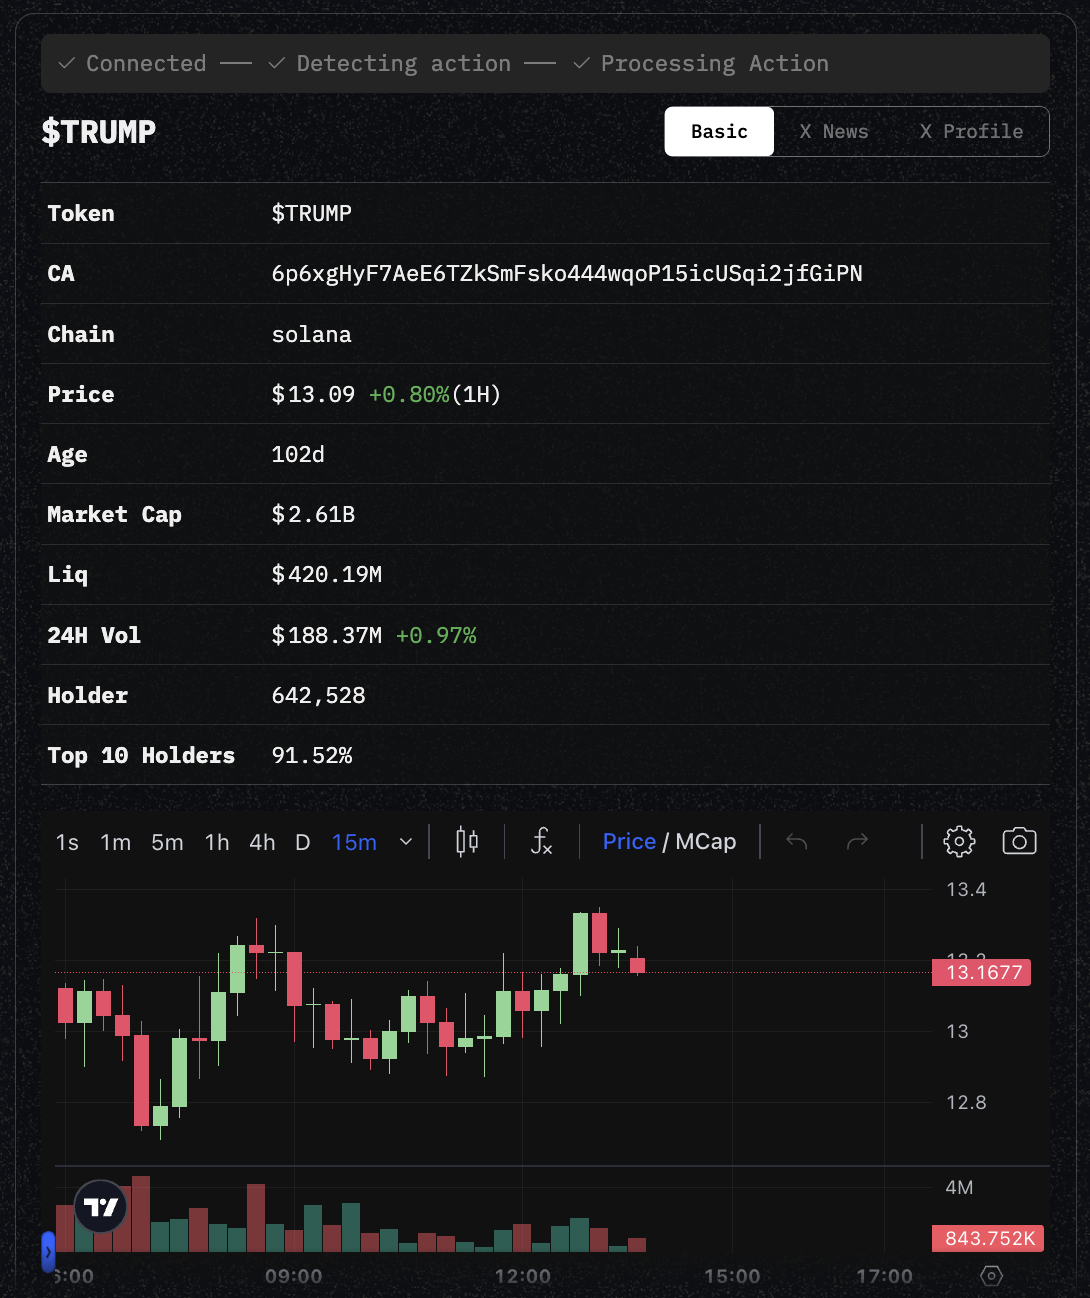 Connected — Detecting action — Processing Action
$TRUMP
Basic X News X Profile
Token $TRUMP
CA 6p6xgHyF7AeE6TZkSmFsko444wqoP15icUSqi2jfGiPN
Chain solana
Price $13.09 +0.80%(1H)
Age 102d
Market Cap $2.61B
Liq $420.19M
24H Vol $188.37M +0.97%
Holder 642,528
Top 10 Holders 91.52%
1s 1m 5m 1h 4h D 15m fx Price / MCap
13.4
13.1677
13
12.8
4M
843.752K
09:00 12:00 15:00 17:00